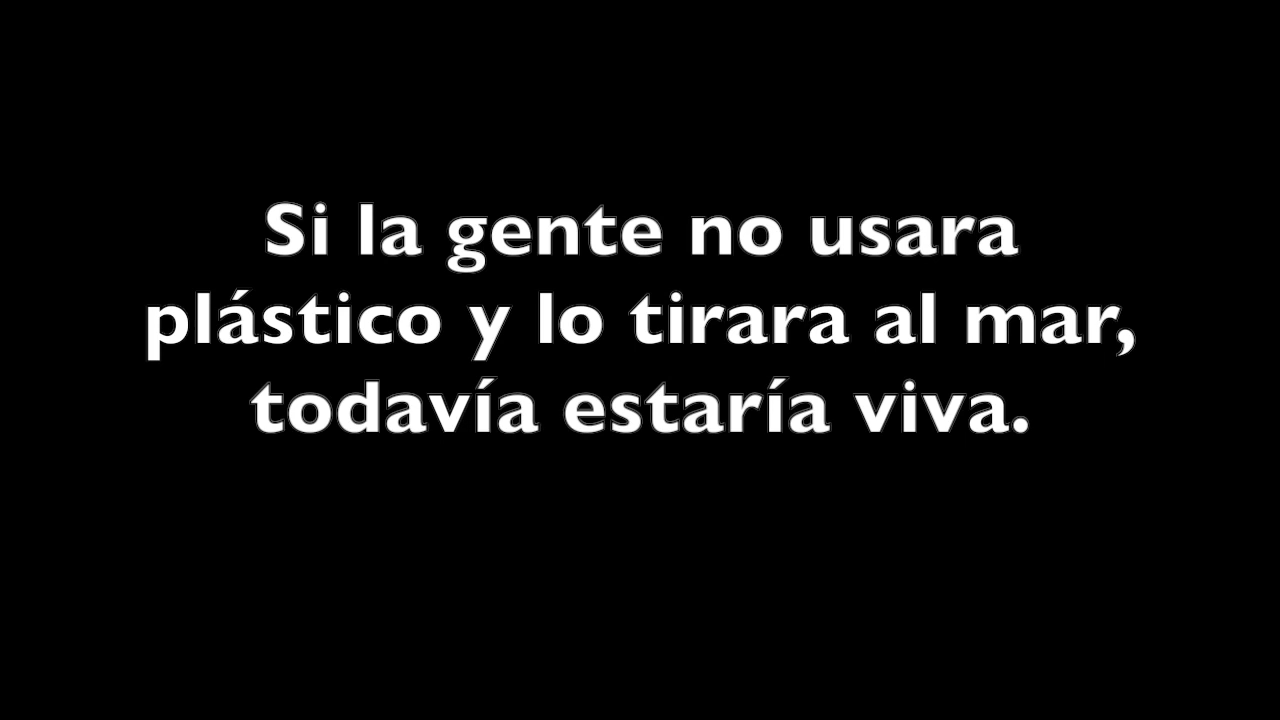 Si la gente no usara
plástico y lo tirara al mar,
todavía estaría viva.